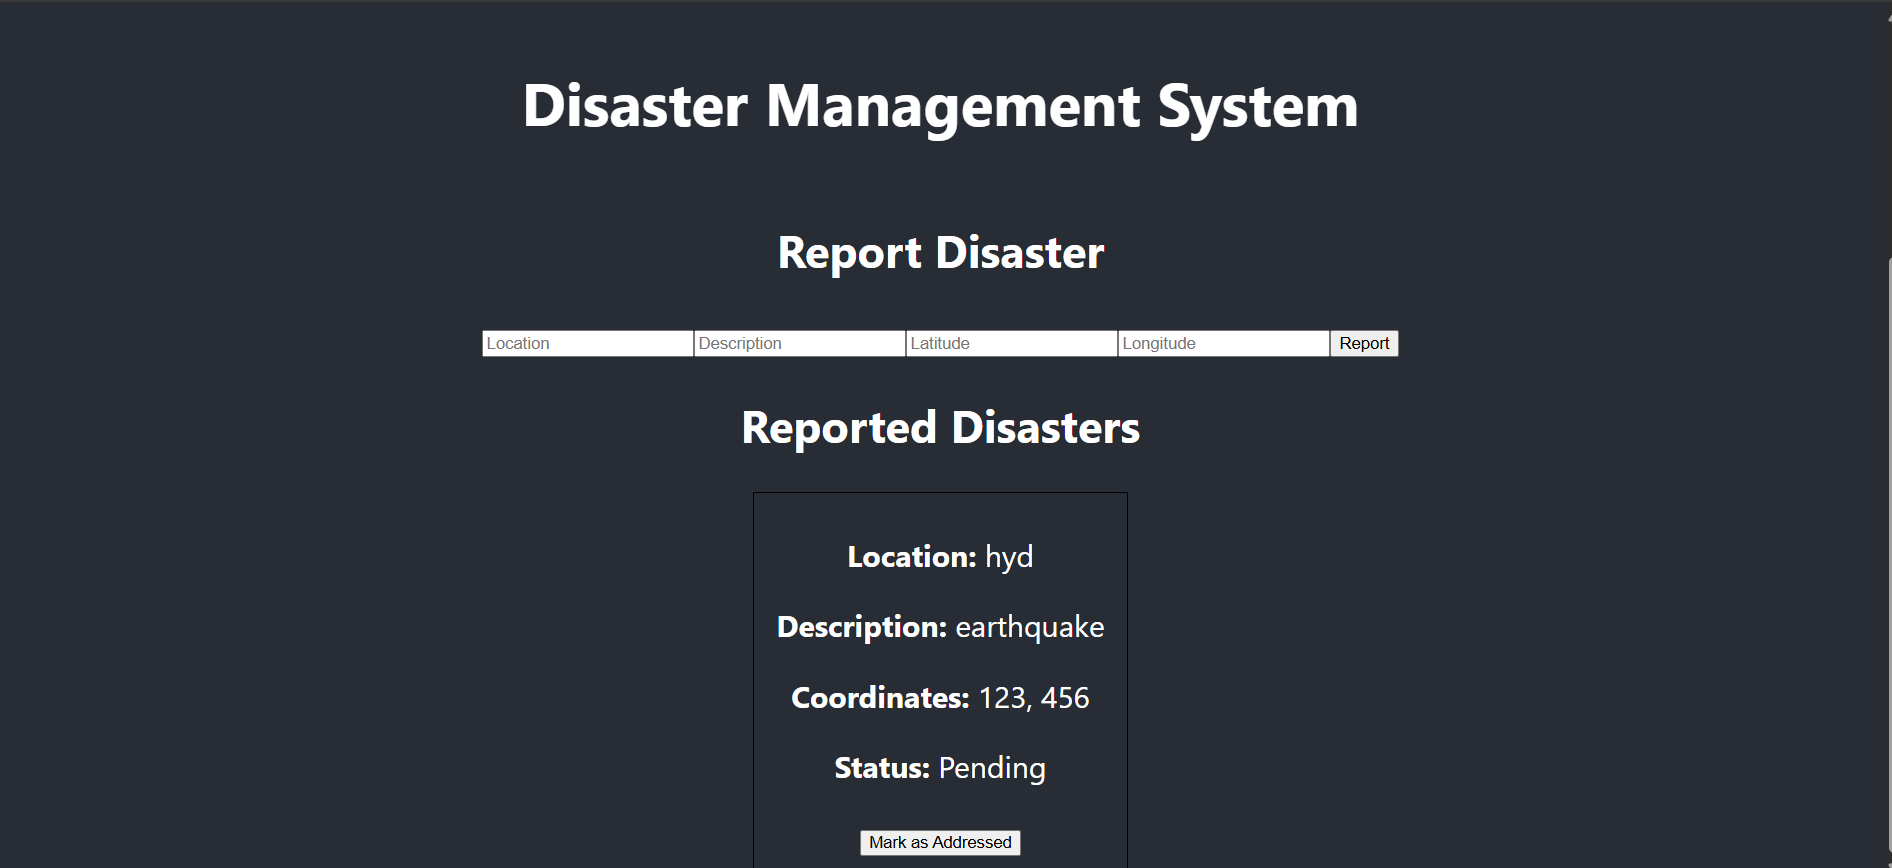 Disaster Management System
Report Disaster
Location Description Latitude Longitude Report
Reported Disasters
Location: hyd
Description: earthquake
Coordinates: 123, 456
Status: Pending
Mark as Addressed